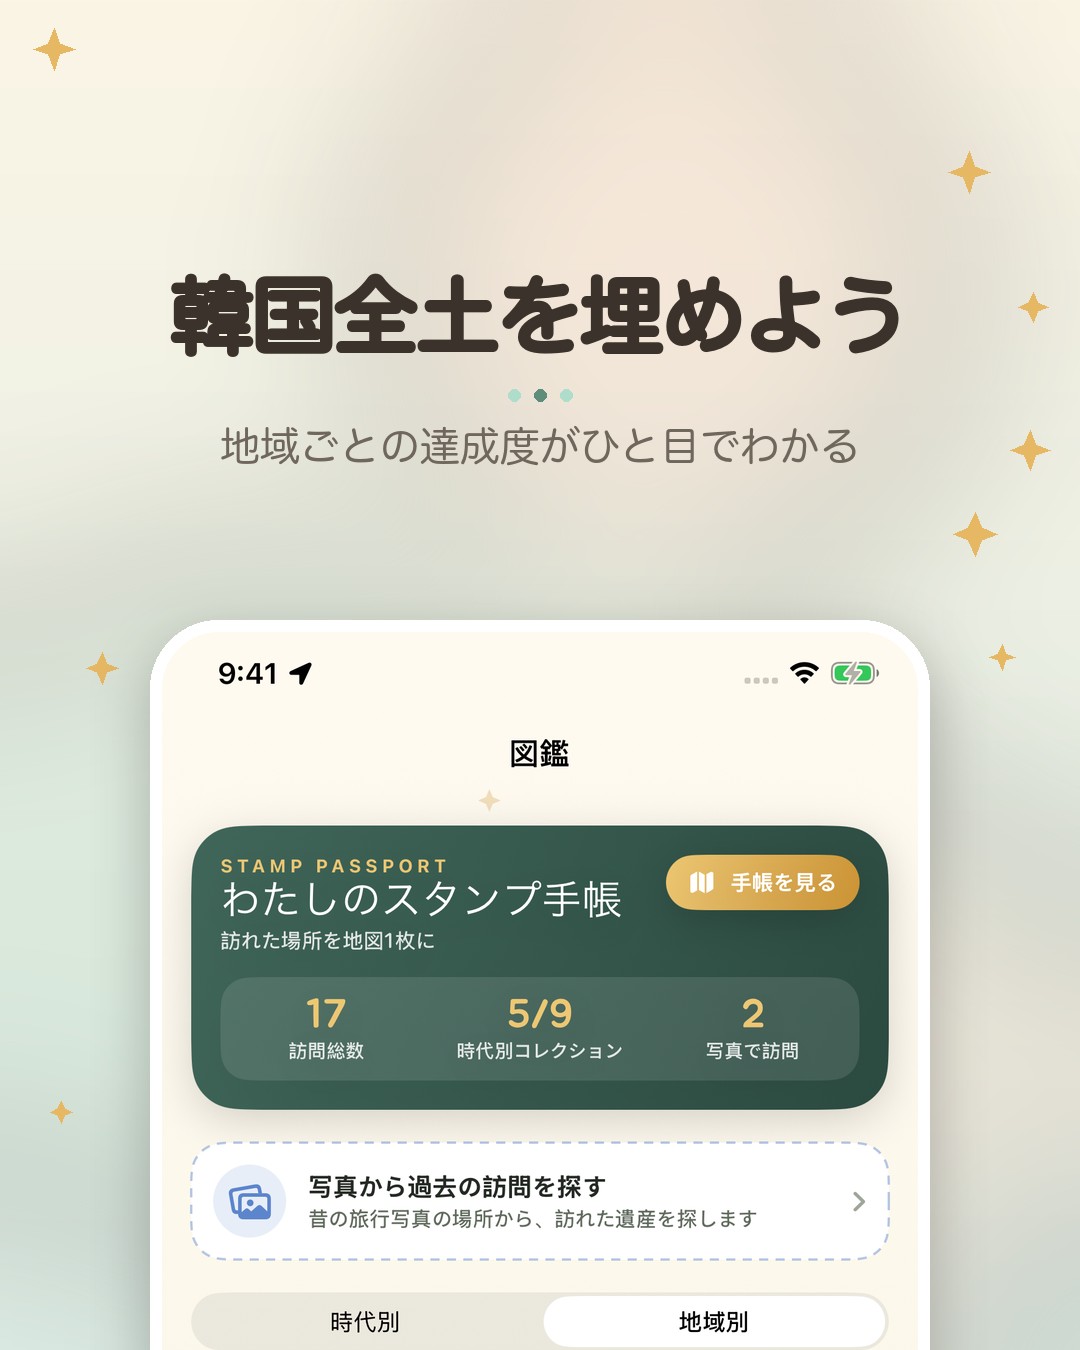 韓国全土を埋めよう
地域ごとの達成度がひと目でわかる
9:41
図鑑
STAMP PASSPORT
わたしのスタンプ手帳
手帳を見る
訪れた場所を地図1枚に
17
5/9
2
訪問総数
時代別コレクション
写真で訪問
写真から過去の訪問を探す
昔の旅行写真の場所から、訪れた遺産を探します
時代別
地域別